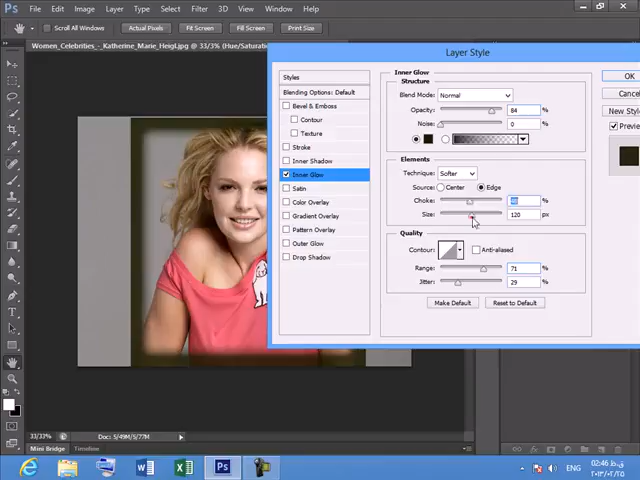 Ps File Edit Image Layer Type Select Filter 3D View Window Help
Scroll All Windows Actual Pixels Fit Screen Fill Screen Print Size
Women_Celebrities_-_Katherine_Marie_Heigl.jpg @ 33/3% (Hue/Saturati
Layer Style
Styles
Blending Options: Default
Bevel & Emboss
Contour
Texture
Stroke
Inner Shadow
Inner Glow
Satin
Color Overlay
Gradient Overlay
Pattern Overlay
Outer Glow
Drop Shadow
Inner Glow
Structure
Blend Mode: Normal
Opacity: 84 %
Noise: 0 %
Elements
Technique: Softer
Source: Center Edge
Choke: %
Size: 120 px
Quality
Contour: Anti-aliased
Range: 71 %
Jitter: 29 %
Make Default Reset to Default
OK
Cance
New Style
Preview
33/33% Doc: 5/49M/5/77M
Mini Bridge Timeline
ENG
02:46 ق.ظ